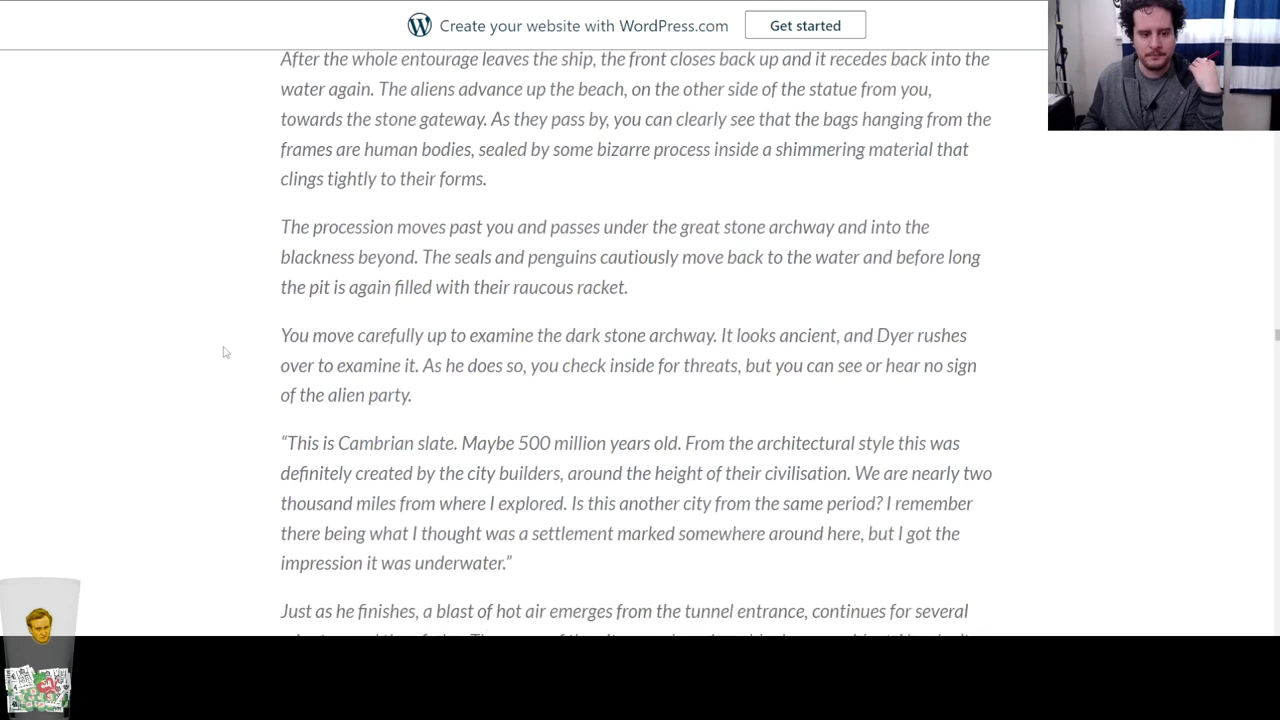 Create your website with WordPress.com
Get started
After the whole entourage leaves the ship, the front closes back up and it recedes back into the
water again. The aliens advance up the beach, on the other side of the statue from you,
towards the stone gateway. As they pass by, you can clearly see that the bags hanging from the
frames are human bodies, sealed by some bizarre process inside a shimmering material that
clings tightly to their forms.
The procession moves past you and passes under the great stone archway and into the
blackness beyond. The seals and penguins cautiously move back to the water and before long
the pit is again filled with their raucous racket.
You move carefully up to examine the dark stone archway. It looks ancient, and Dyer rushes
over to examine it. As he does so, you check inside for threats, but you can see or hear no sign
of the alien party.
“This is Cambrian slate. Maybe 500 million years old. From the architectural style this was
definitely created by the city builders, around the height of their civilisation. We are nearly two
thousand miles from where I explored. Is this another city from the same period? I remember
there being what I thought was a settlement marked somewhere around here, but I got the
impression it was underwater.”
Just as he finishes, a blast of hot air emerges from the tunnel entrance, continues for several